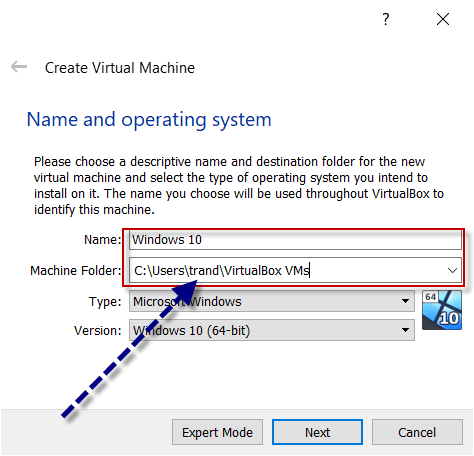 ?
Create Virtual Machine
Name and operating system
Please choose a descriptive name and destination folder for the new
virtual machine and select the type of operating system you intend to
install on it. The name you choose will be used throughout VirtualBox to
identify this machine.
Name: Windows 10
Machine Folder: C:\Users\trand\VirtualBox VMs
Type: Microsoft Windows
64
Version: Windows 10 (64-bit)
10
Expert Mode Next Cancel